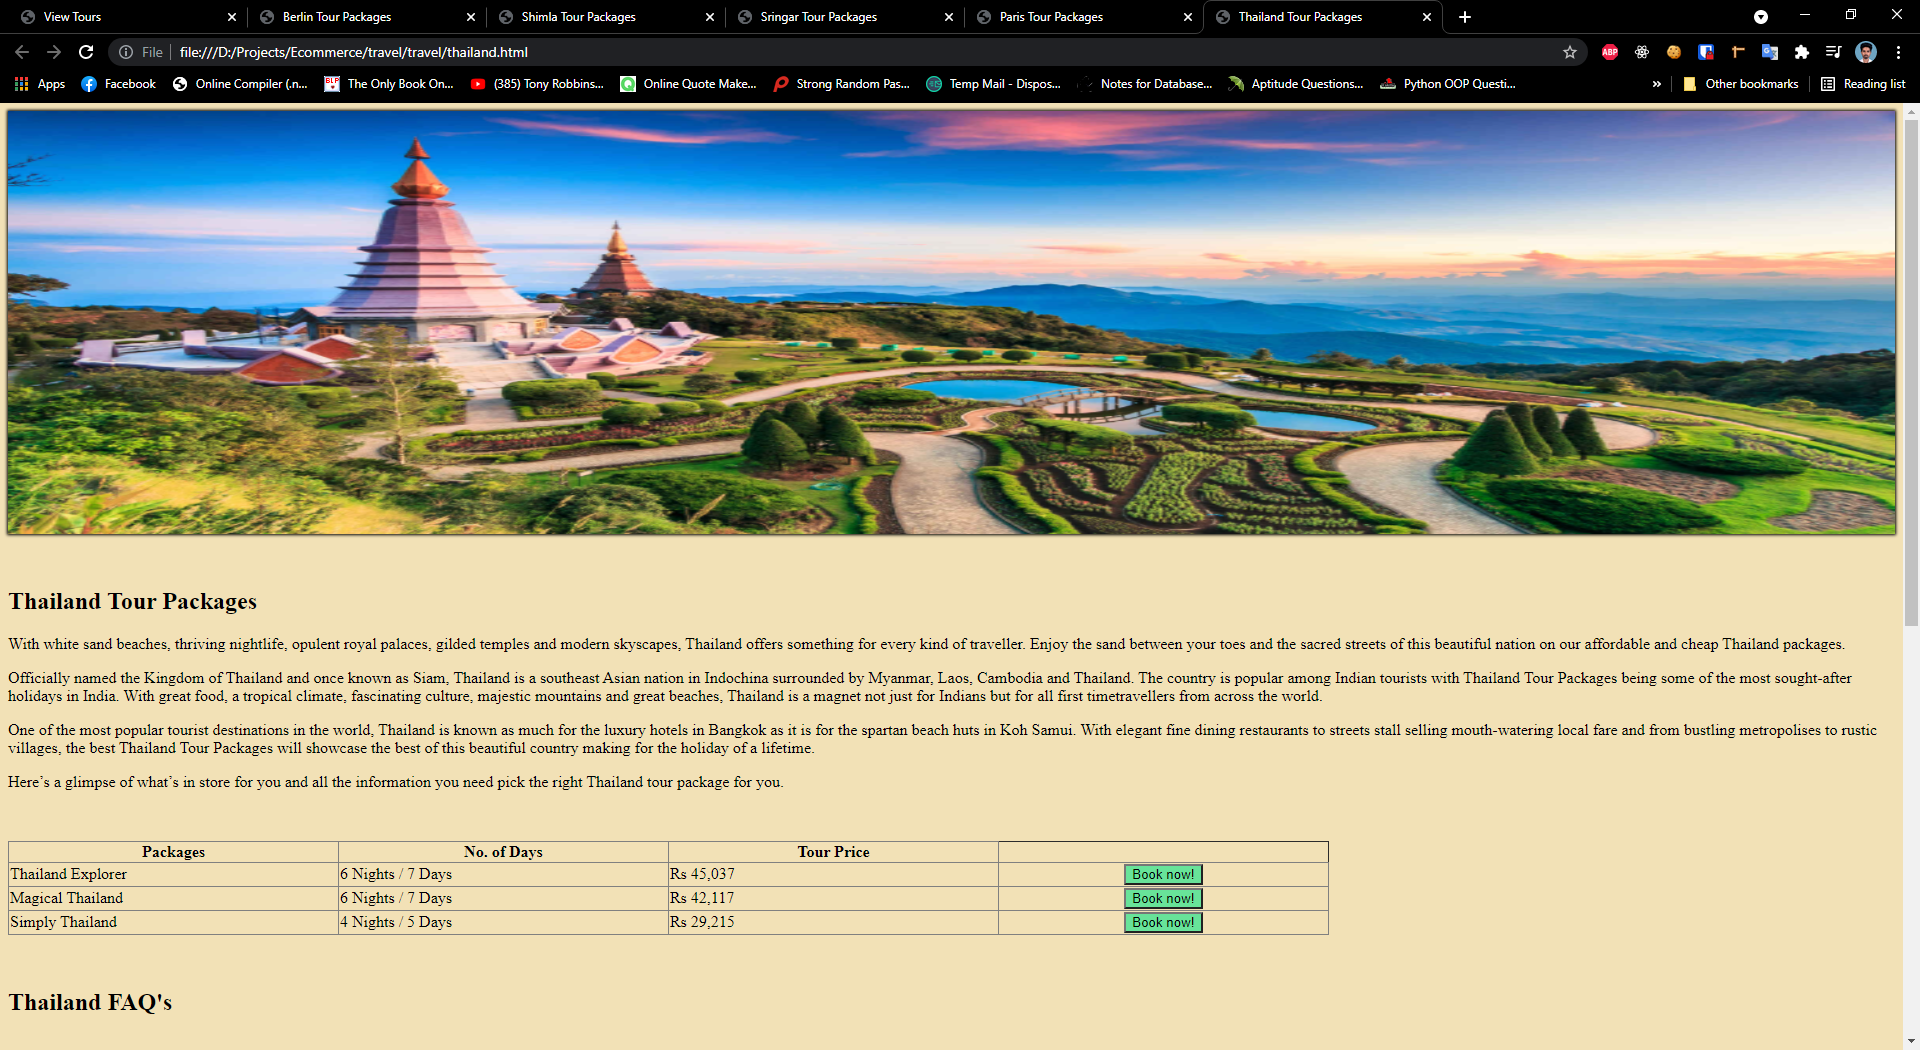 View Tours
Berlin Tour Packages
Shimla Tour Packages
Sringar Tour Packages
Paris Tour Packages
Thailand Tour Packages
File file:///D:/Projects/Ecommerce/travel/travel/thailand.html
ABP
Apps
Facebook
Online Compiler (.n...
BLP
The Only Book On...
(385) Tony Robbins...
Online Quote Make...
Strong Random Pas...
Temp Mail - Dispos...
Notes for Database...
Aptitude Questions...
Python OOP Questi...
»
Other bookmarks
Reading list
Thailand Tour Packages
With white sand beaches, thriving nightlife, opulent royal palaces, gilded temples and modern skyscapes, Thailand offers something for every kind of traveller. Enjoy the sand between your toes and the sacred streets of this beautiful nation on our affordable and cheap Thailand packages.
Officially named the Kingdom of Thailand and once known as Siam, Thailand is a southeast Asian nation in Indochina surrounded by Myanmar, Laos, Cambodia and Thailand. The country is popular among Indian tourists with Thailand Tour Packages being some of the most sought-after
holidays in India. With great food, a tropical climate, fascinating culture, majestic mountains and great beaches, Thailand is a magnet not just for Indians but for all first timetravellers from across the world.
One of the most popular tourist destinations in the world, Thailand is known as much for the luxury hotels in Bangkok as it is for the spartan beach huts in Koh Samui. With elegant fine dining restaurants to streets stall selling mouth-watering local fare and from bustling metropolises to rustic
villages, the best Thailand Tour Packages will showcase the best of this beautiful country making for the holiday of a lifetime.
Here’s a glimpse of what’s in store for you and all the information you need pick the right Thailand tour package for you.
Packages No. of Days Tour Price
Thailand Explorer 6 Nights / 7 Days Rs 45,037 Book now!
Magical Thailand 6 Nights / 7 Days Rs 42,117 Book now!
Simply Thailand 4 Nights / 5 Days Rs 29,215 Book now!
Thailand FAQ's